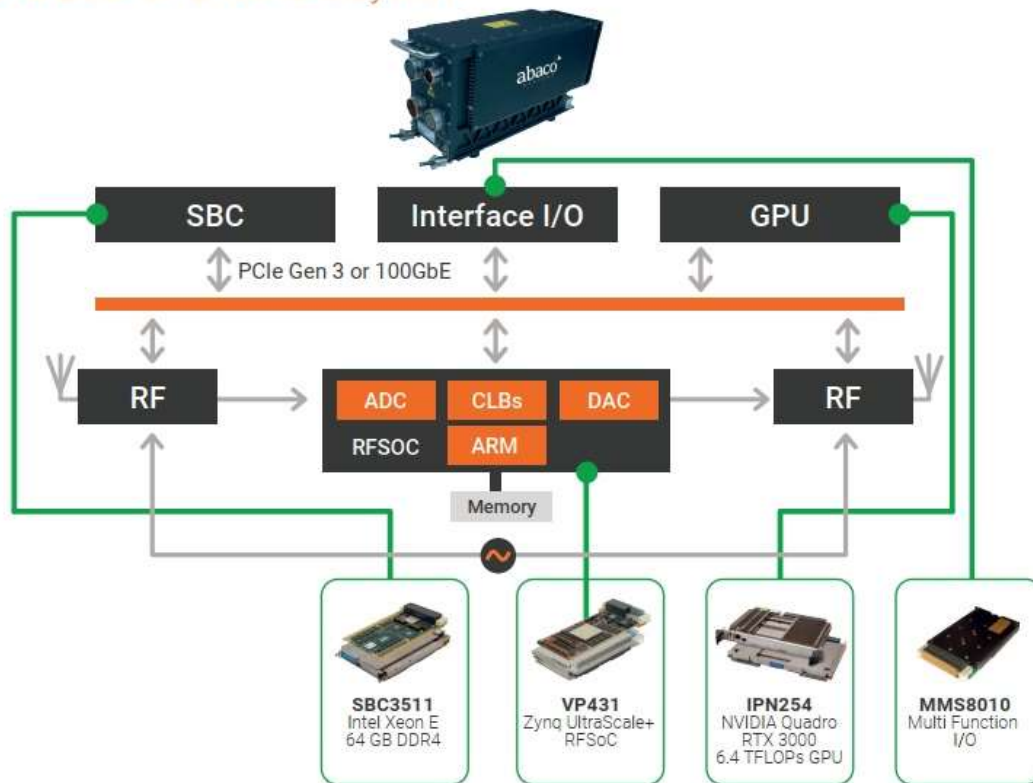 abaco
SBC
Interface I/O
GPU
PCIe Gen 3 or 100GbE
RF
ADC
CLBs
DAC
RF
RFSOC
ARM
Memory
SBC3511
Intel Xeon E
64 GB DDR4
VP431
Zynq UltraScale+
RFSoC
IPN254
NVIDIA Quadro
RTX 3000
6.4 TFLOPs GPU
MMS8010
Multi Function
I/O